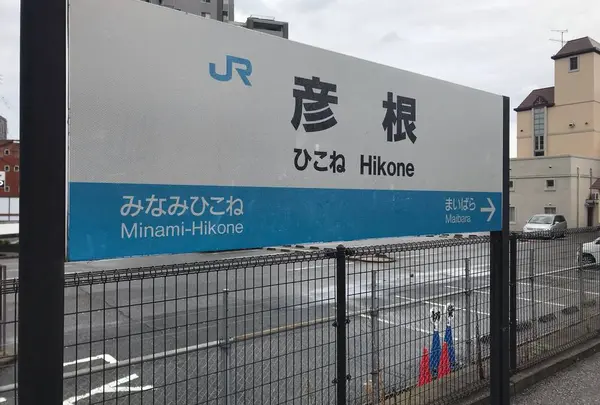 JR
彦根
ひこね Hikone
みなみひこね
Minami-Hikone
まいばら
Maibara